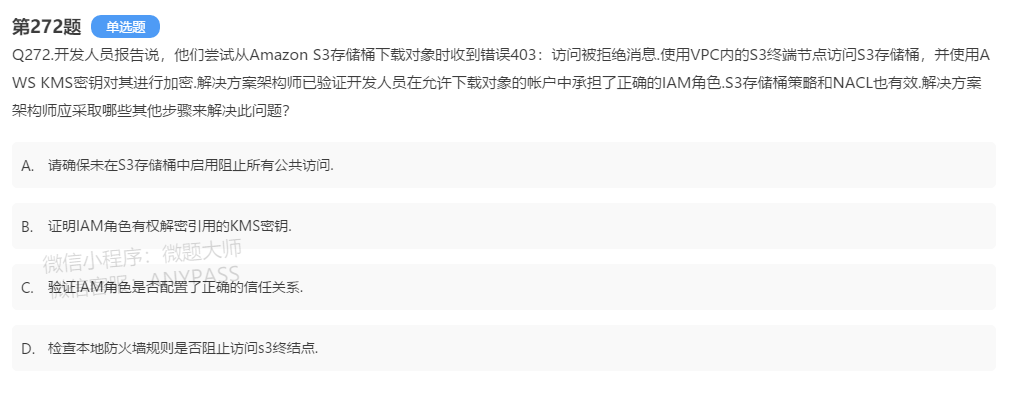 第272题 单选题
Q272.开发人员报告说，他们尝试从Amazon S3存储桶下载对象时收到错误403：访问被拒绝消息.使用VPC内的S3终端节点访问S3存储桶，并使用A
WS KMS密钥对其进行加密.解决方案架构师已验证开发人员在允许下载对象的帐户中承担了正确的IAM角色.S3存储桶策略和NACL也有效.解决方案
架构师应采取哪些其他步骤来解决此问题?
A. 请确保未在S3存储桶中启用阻止所有公共访问.
B. 证明IAM角色有权解密引用的KMS密钥.
微信小程序：微题大师
微信客服：ANYPASS
C. 验证IAM角色是否配置了正确的信任关系.
D. 检查本地防火墙规则是否阻止访问s3终结点.